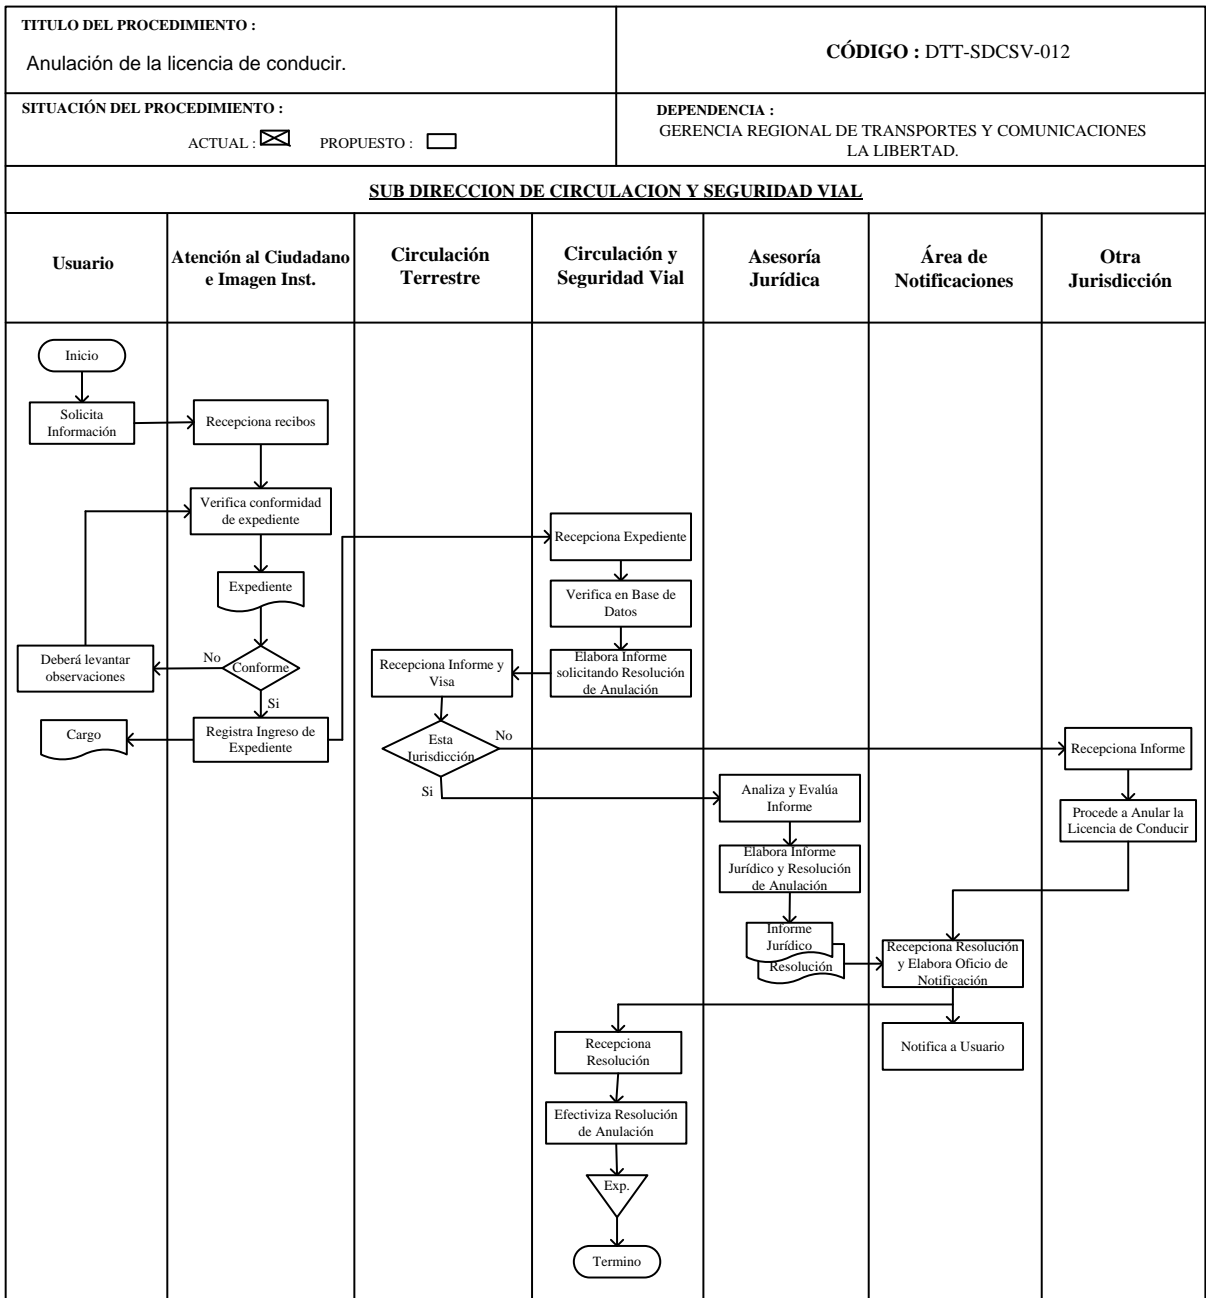 TITULO DEL PROCEDIMIENTO :
Anulación de la licencia de conducir.
CÓDIGO : DTT-SDCSV-012
SITUACIÓN DEL PROCEDIMIENTO :
ACTUAL : PROPUESTO :
DEPENDENCIA :
GERENCIA REGIONAL DE TRANSPORTES Y COMUNICACIONES
LA LIBERTAD.
SUB DIRECCION DE CIRCULACION Y SEGURIDAD VIAL
Usuario
Atención al Ciudadano
e Imagen Inst.
Circulación
Terrestre
Circulación y
Seguridad Vial
Asesoría
Jurídica
Área de
Notificaciones
Otra
Jurisdicción
Inicio
Solicita
Información
Recepciona recibos
Verifica conformidad
de expediente
Expediente
Conforme
No
Si
Deberá levantar
observaciones
Registra Ingreso de
Expediente
Cargo
Recepciona Expediente
Verifica en Base de
Datos
Elabora Informe
solicitando Resolución
de Anulación
Recepciona Informe y
Visa
Esta
Jurisdicción
No
Si
Recepciona Informe
Procede a Anular la
Licencia de Conducir
Analiza y Evalúa
Informe
Elabora Informe
Jurídico y Resolución
de Anulación
Informe
Jurídico
Resolución
Recepciona Resolución
y Elabora Oficio de
Notificación
Notifica a Usuario
Recepciona
Resolución
Efectiviza Resolución
de Anulación
Exp.
Termino